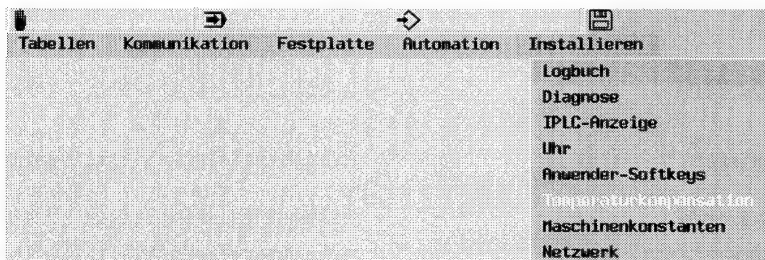 Tabellen Kommunikation Festplatte Automation Installieren
Logbuch
Diagnose
IPLC-Anzeige
Uhr
Anwender-Softkeys
Temperaturkompensation
Maschinenkonstanten
Netzwerk